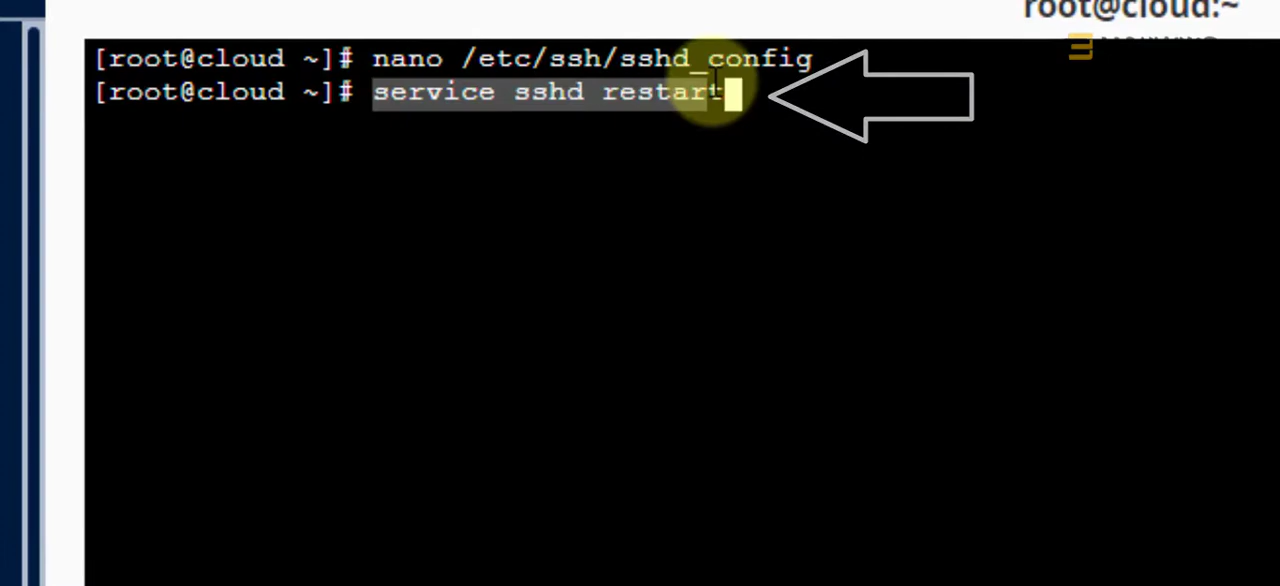 root@cloud:~
[root@cloud ~]# nano /etc/ssh/sshd_config
[root@cloud ~]# service sshd restart